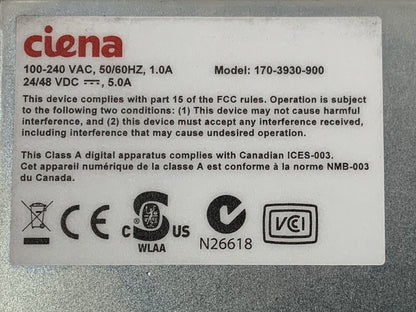 ciena
100-240 VAC, 50/60HZ, 1.0A Model: 170-3930-900
24/48 VDC ⎓, 5.0A
This device complies with part 15 of the FCC rules. Operation is subject
to the following two conditions: (1) This device may not cause harmful
interference, and (2) this device must accept any interference received,
including interference that may cause undesired operation.
This Class A digital apparatus complies with Canadian ICES-003.
Cet appareil numérique de la classe A est conforme à la norme NMB-003
du Canada.
CE C US
WLAA N26618 VCCI